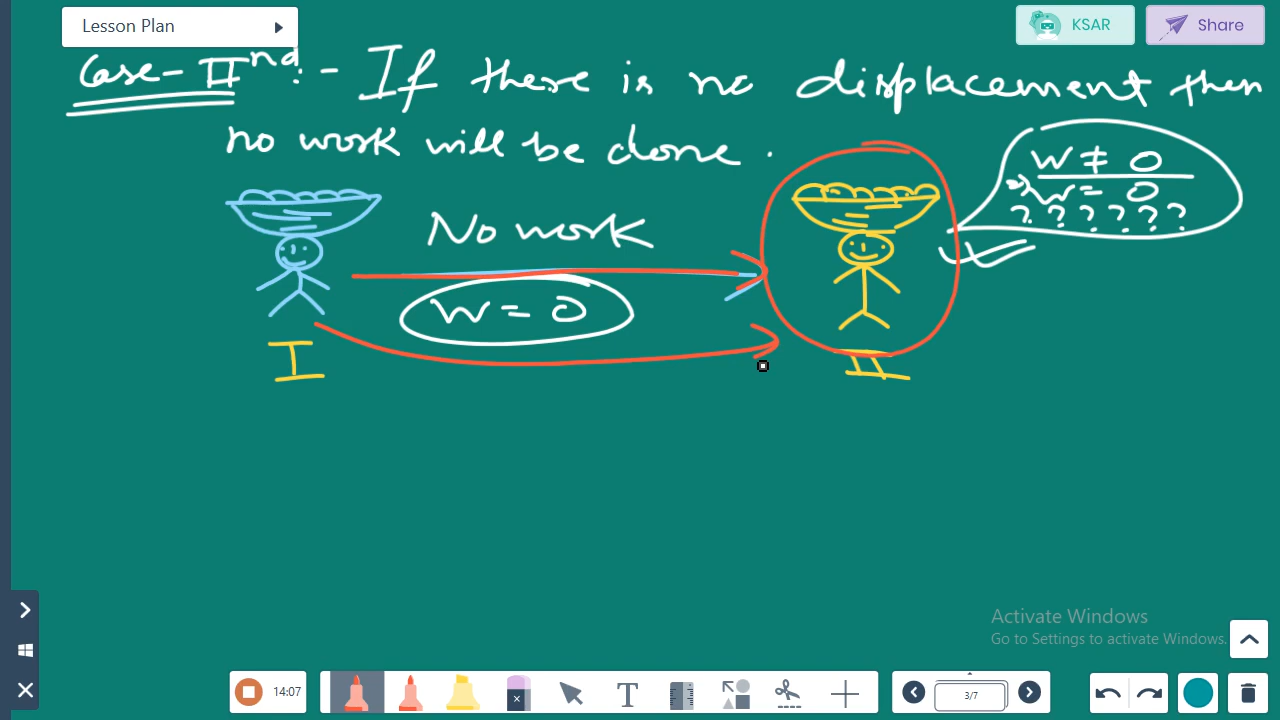 Lesson Plan
KSAR
Share
Case-IInd:- If there is no displacement then
no work will be done.
W ≠ 0
W = 0
? ? ? ? ? ?
No work
W = 0
I
II
Activate Windows
Go to Settings to activate Windows.
14:07
T
3/7